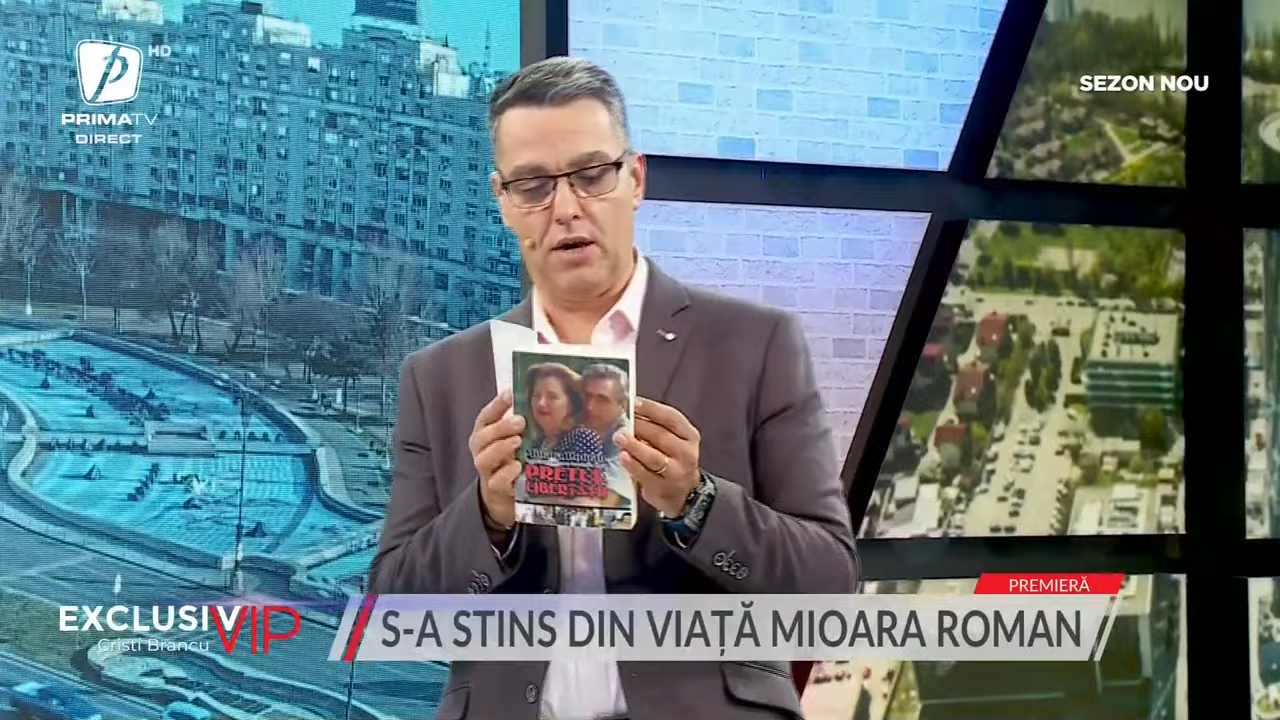 HD
PRIMATV
DIRECT
SEZON NOU
PREȚUL
LIBERTĂȚII
PREMIERĂ
EXCLUSIV VIP
Cristi Brancu
S-A STINS DIN VIAȚĂ MIOARA ROMAN